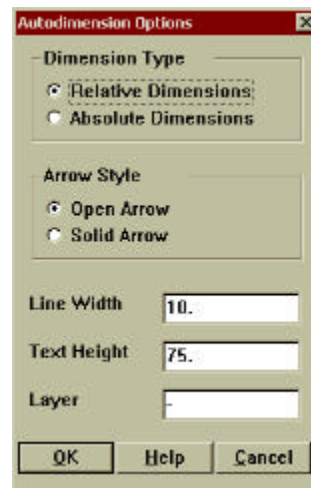 Autodimension Options
Dimension Type
Relative Dimensions
Absolute Dimensions
Arrow Style
Open Arrow
Solid Arrow
Line Width 10.
Text Height 75.
Layer -
OK Help Cancel